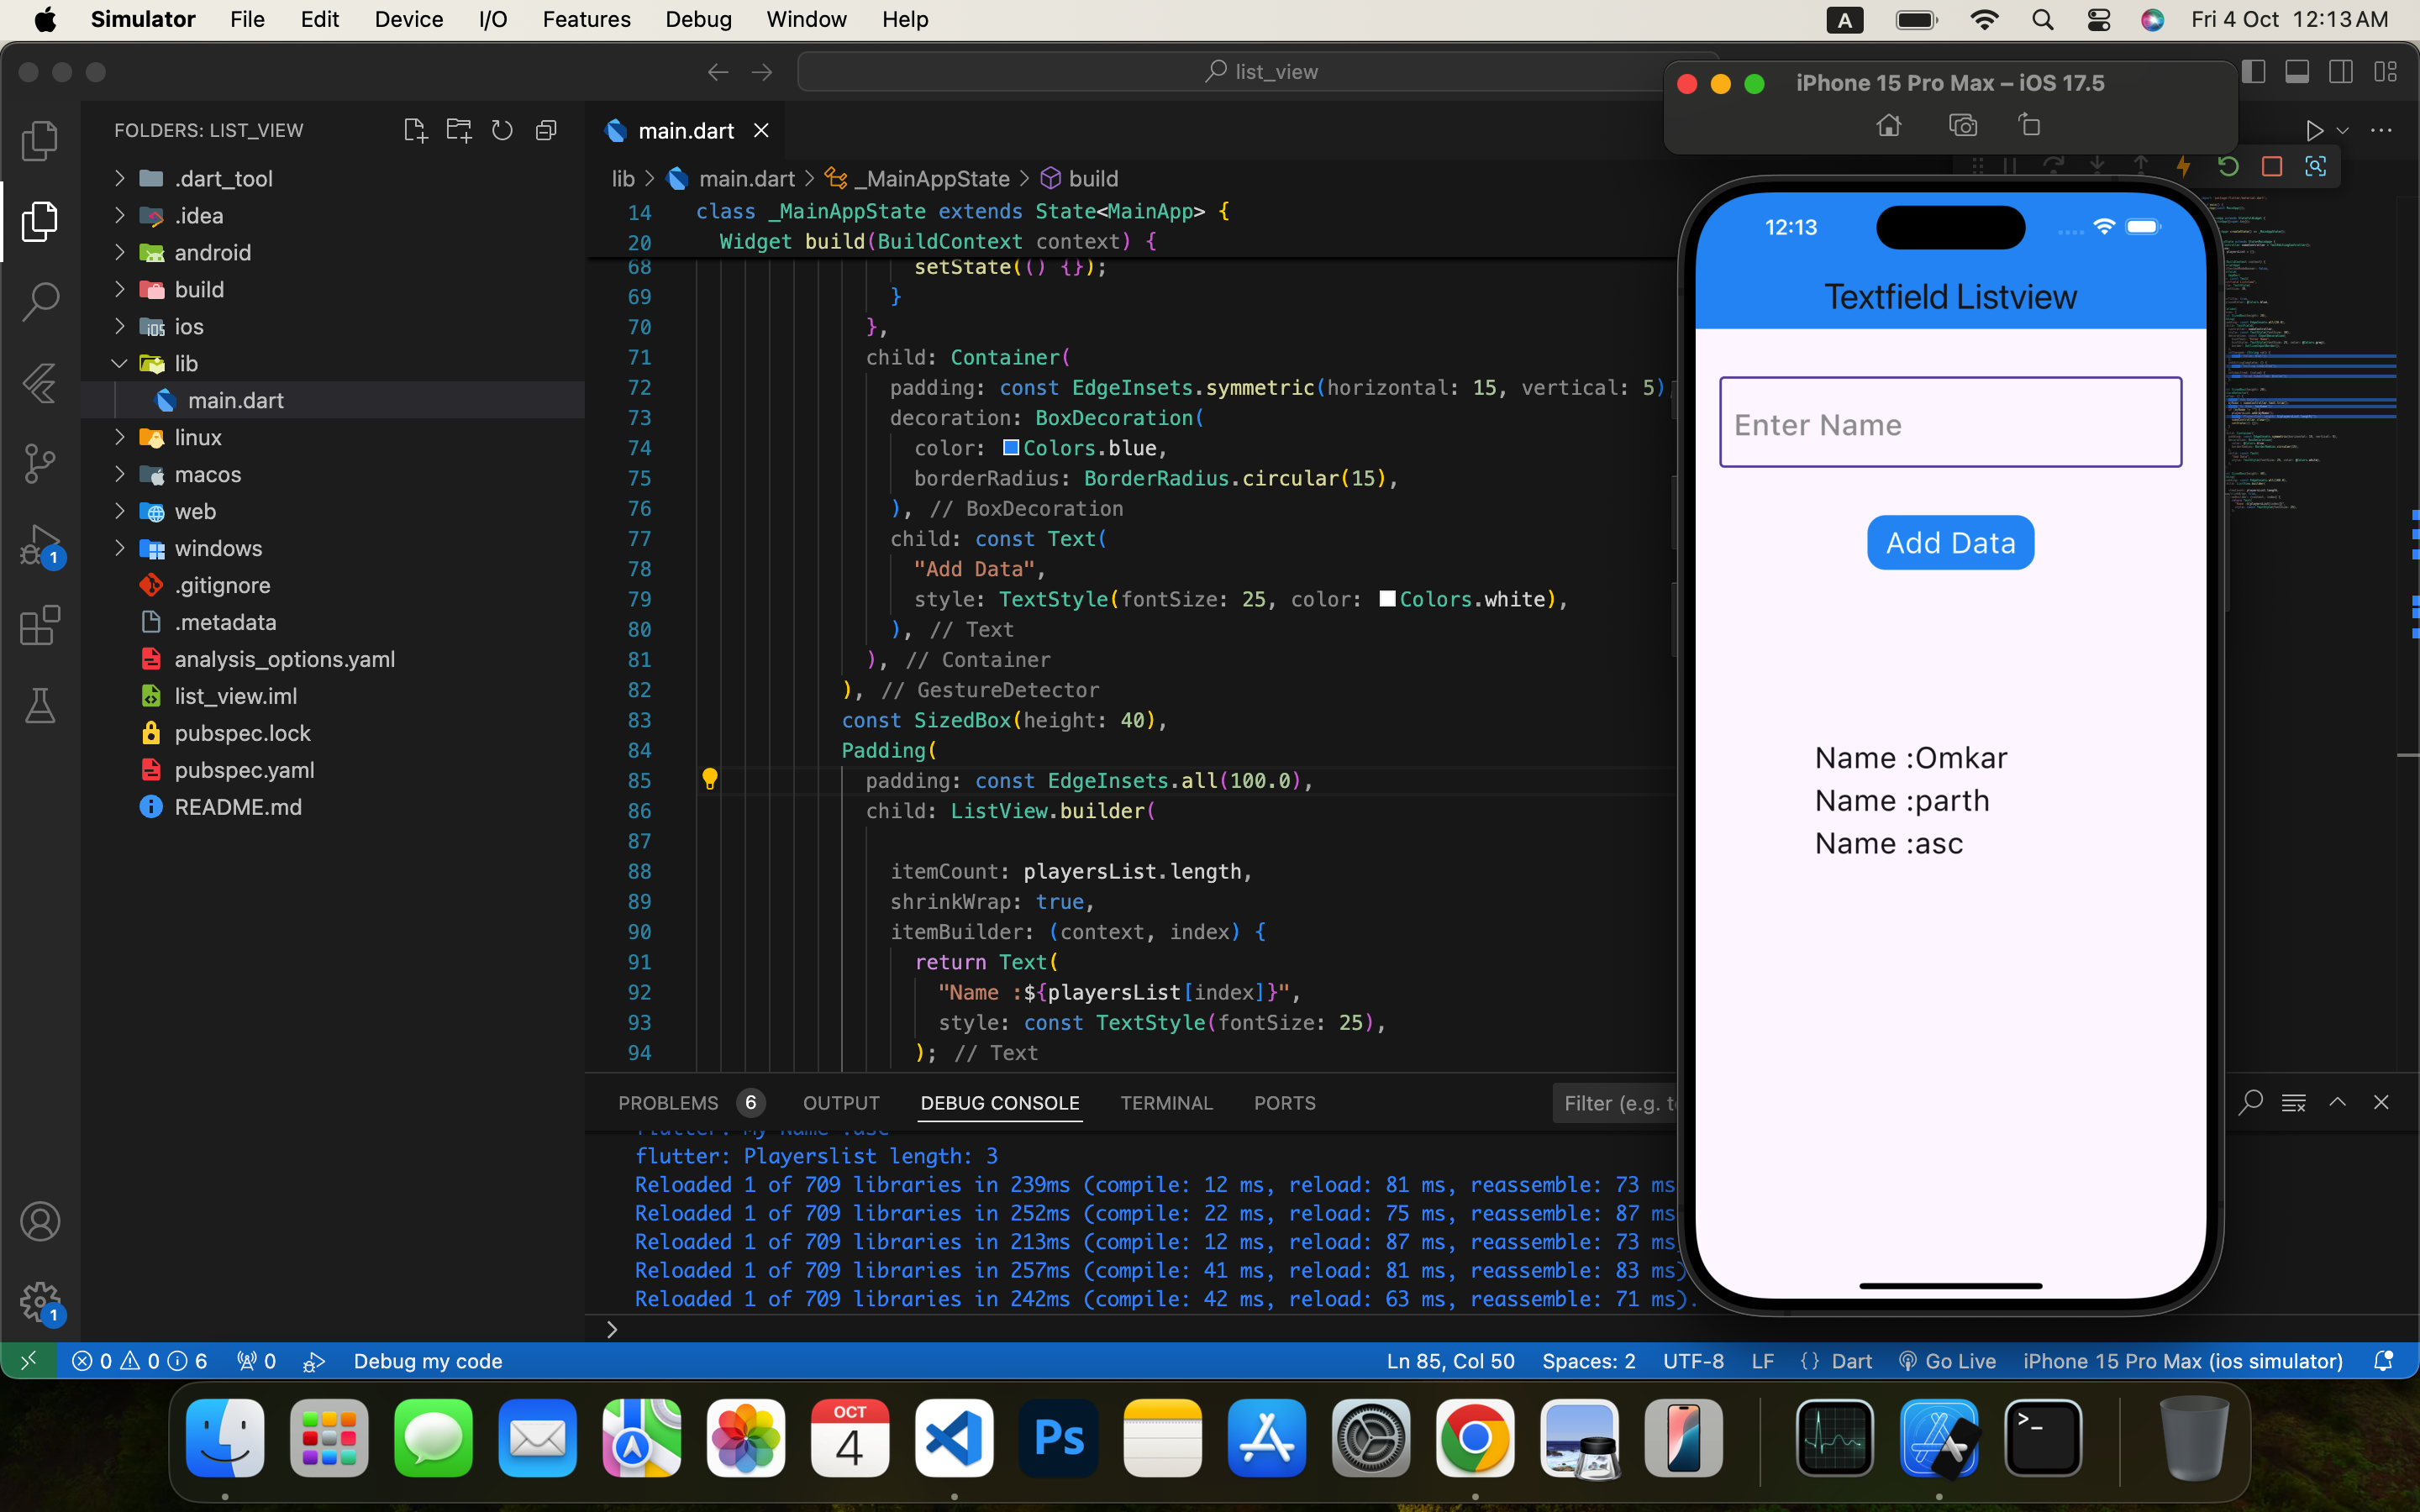 Simulator File Edit Device I/O Features Debug Window Help A Fri 4 Oct 12:13 AM
list_view
FOLDERS: LIST_VIEW
.dart_tool
.idea
android
build
ios
lib
main.dart
linux
macos
web
windows
.gitignore
.metadata
analysis_options.yaml
list_view.iml
pubspec.lock
pubspec.yaml
README.md
1
1
main.dart
lib > main.dart > _MainAppState > build
14 class _MainAppState extends State<MainApp> {
20 Widget build(BuildContext context) {
68 setState(() {});
69 }
70 },
71 child: Container(
72 padding: const EdgeInsets.symmetric(horizontal: 15, vertical: 5)
73 decoration: BoxDecoration(
74 color: Colors.blue,
75 borderRadius: BorderRadius.circular(15),
76 ), // BoxDecoration
77 child: const Text(
78 "Add Data",
79 style: TextStyle(fontSize: 25, color: Colors.white),
80 ), // Text
81 ), // Container
82 ), // GestureDetector
83 const SizedBox(height: 40),
84 Padding(
85 padding: const EdgeInsets.all(100.0),
86 child: ListView.builder(
87
88 itemCount: playersList.length,
89 shrinkWrap: true,
90 itemBuilder: (context, index) {
91 return Text(
92 "Name :${playersList[index]}",
93 style: const TextStyle(fontSize: 25),
94 ); // Text
PROBLEMS 6 OUTPUT DEBUG CONSOLE TERMINAL PORTS Filter (e.g.
flutter: My Name :asc
flutter: Playerslist length: 3
Reloaded 1 of 709 libraries in 239ms (compile: 12 ms, reload: 81 ms, reassemble: 73 ms
Reloaded 1 of 709 libraries in 252ms (compile: 22 ms, reload: 75 ms, reassemble: 87 ms
Reloaded 1 of 709 libraries in 213ms (compile: 12 ms, reload: 87 ms, reassemble: 73 ms
Reloaded 1 of 709 libraries in 257ms (compile: 41 ms, reload: 81 ms, reassemble: 83 ms)
Reloaded 1 of 709 libraries in 242ms (compile: 42 ms, reload: 63 ms, reassemble: 71 ms).
iPhone 15 Pro Max – iOS 17.5
12:13
Textfield Listview
Enter Name
Add Data
Name :Omkar
Name :parth
Name :asc
0 0 6 0 Debug my code Ln 85, Col 50 Spaces: 2 UTF-8 LF {} Dart Go Live iPhone 15 Pro Max (ios simulator)
OCT
4
Ps